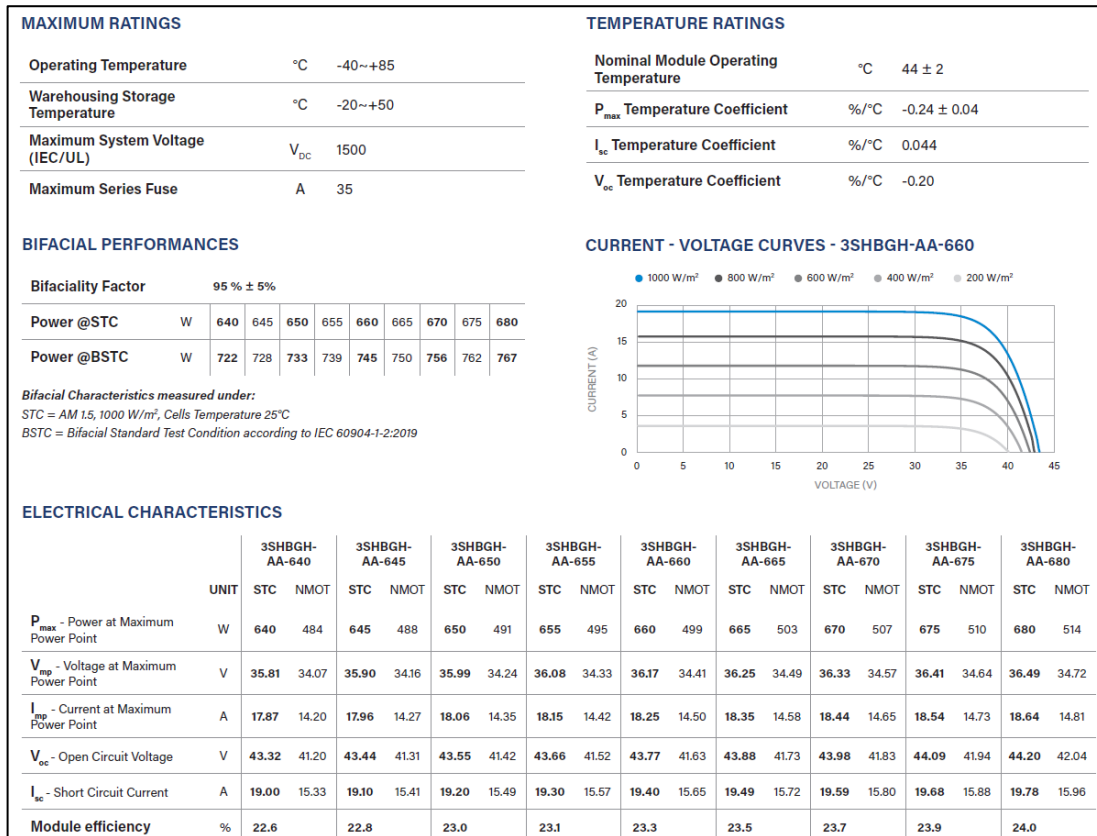 MAXIMUM RATINGS
Operating Temperature °C -40~+85
Warehousing Storage
Temperature °C -20~+50
Maximum System Voltage
(IEC/UL) VDC 1500
Maximum Series Fuse A 35
TEMPERATURE RATINGS
Nominal Module Operating
Temperature °C 44 ± 2
Pmax Temperature Coefficient %/°C -0.24 ± 0.04
Isc Temperature Coefficient %/°C 0.044
Voc Temperature Coefficient %/°C -0.20
BIFACIAL PERFORMANCES
Bifaciality Factor 95 % ± 5%
Power @STC W 640 645 650 655 660 665 670 675 680
Power @BSTC W 722 728 733 739 745 750 756 762 767
Bifacial Characteristics measured under:
STC = AM 1.5, 1000 W/m², Cells Temperature 25°C
BSTC = Bifacial Standard Test Condition according to IEC 60904-1-2:2019
CURRENT - VOLTAGE CURVES - 3SHBGH-AA-660
1000 W/m² 800 W/m² 600 W/m² 400 W/m² 200 W/m²
20
15
10
5
0
CURRENT (A)
0 5 10 15 20 25 30 35 40 45
VOLTAGE (V)
ELECTRICAL CHARACTERISTICS
3SHBGH- 3SHBGH- 3SHBGH- 3SHBGH- 3SHBGH- 3SHBGH- 3SHBGH- 3SHBGH- 3SHBGH-
AA-640 AA-645 AA-650 AA-655 AA-660 AA-665 AA-670 AA-675 AA-680
UNIT STC NMOT STC NMOT STC NMOT STC NMOT STC NMOT STC NMOT STC NMOT STC NMOT STC NMOT
Pmax - Power at Maximum
Power Point W 640 484 645 488 650 491 655 495 660 499 665 503 670 507 675 510 680 514
Vmp - Voltage at Maximum
Power Point V 35.81 34.07 35.90 34.16 35.99 34.24 36.08 34.33 36.17 34.41 36.25 34.49 36.33 34.57 36.41 34.64 36.49 34.72
Imp - Current at Maximum
Power Point A 17.87 14.20 17.96 14.27 18.06 14.35 18.15 14.42 18.25 14.50 18.35 14.58 18.44 14.65 18.54 14.73 18.64 14.81
Voc - Open Circuit Voltage V 43.32 41.20 43.44 41.31 43.55 41.42 43.66 41.52 43.77 41.63 43.88 41.73 43.98 41.83 44.09 41.94 44.20 42.04
Isc - Short Circuit Current A 19.00 15.33 19.10 15.41 19.20 15.49 19.30 15.57 19.40 15.65 19.49 15.72 19.59 15.80 19.68 15.88 19.78 15.96
Module efficiency % 22.6 22.8 23.0 23.1 23.3 23.5 23.7 23.9 24.0